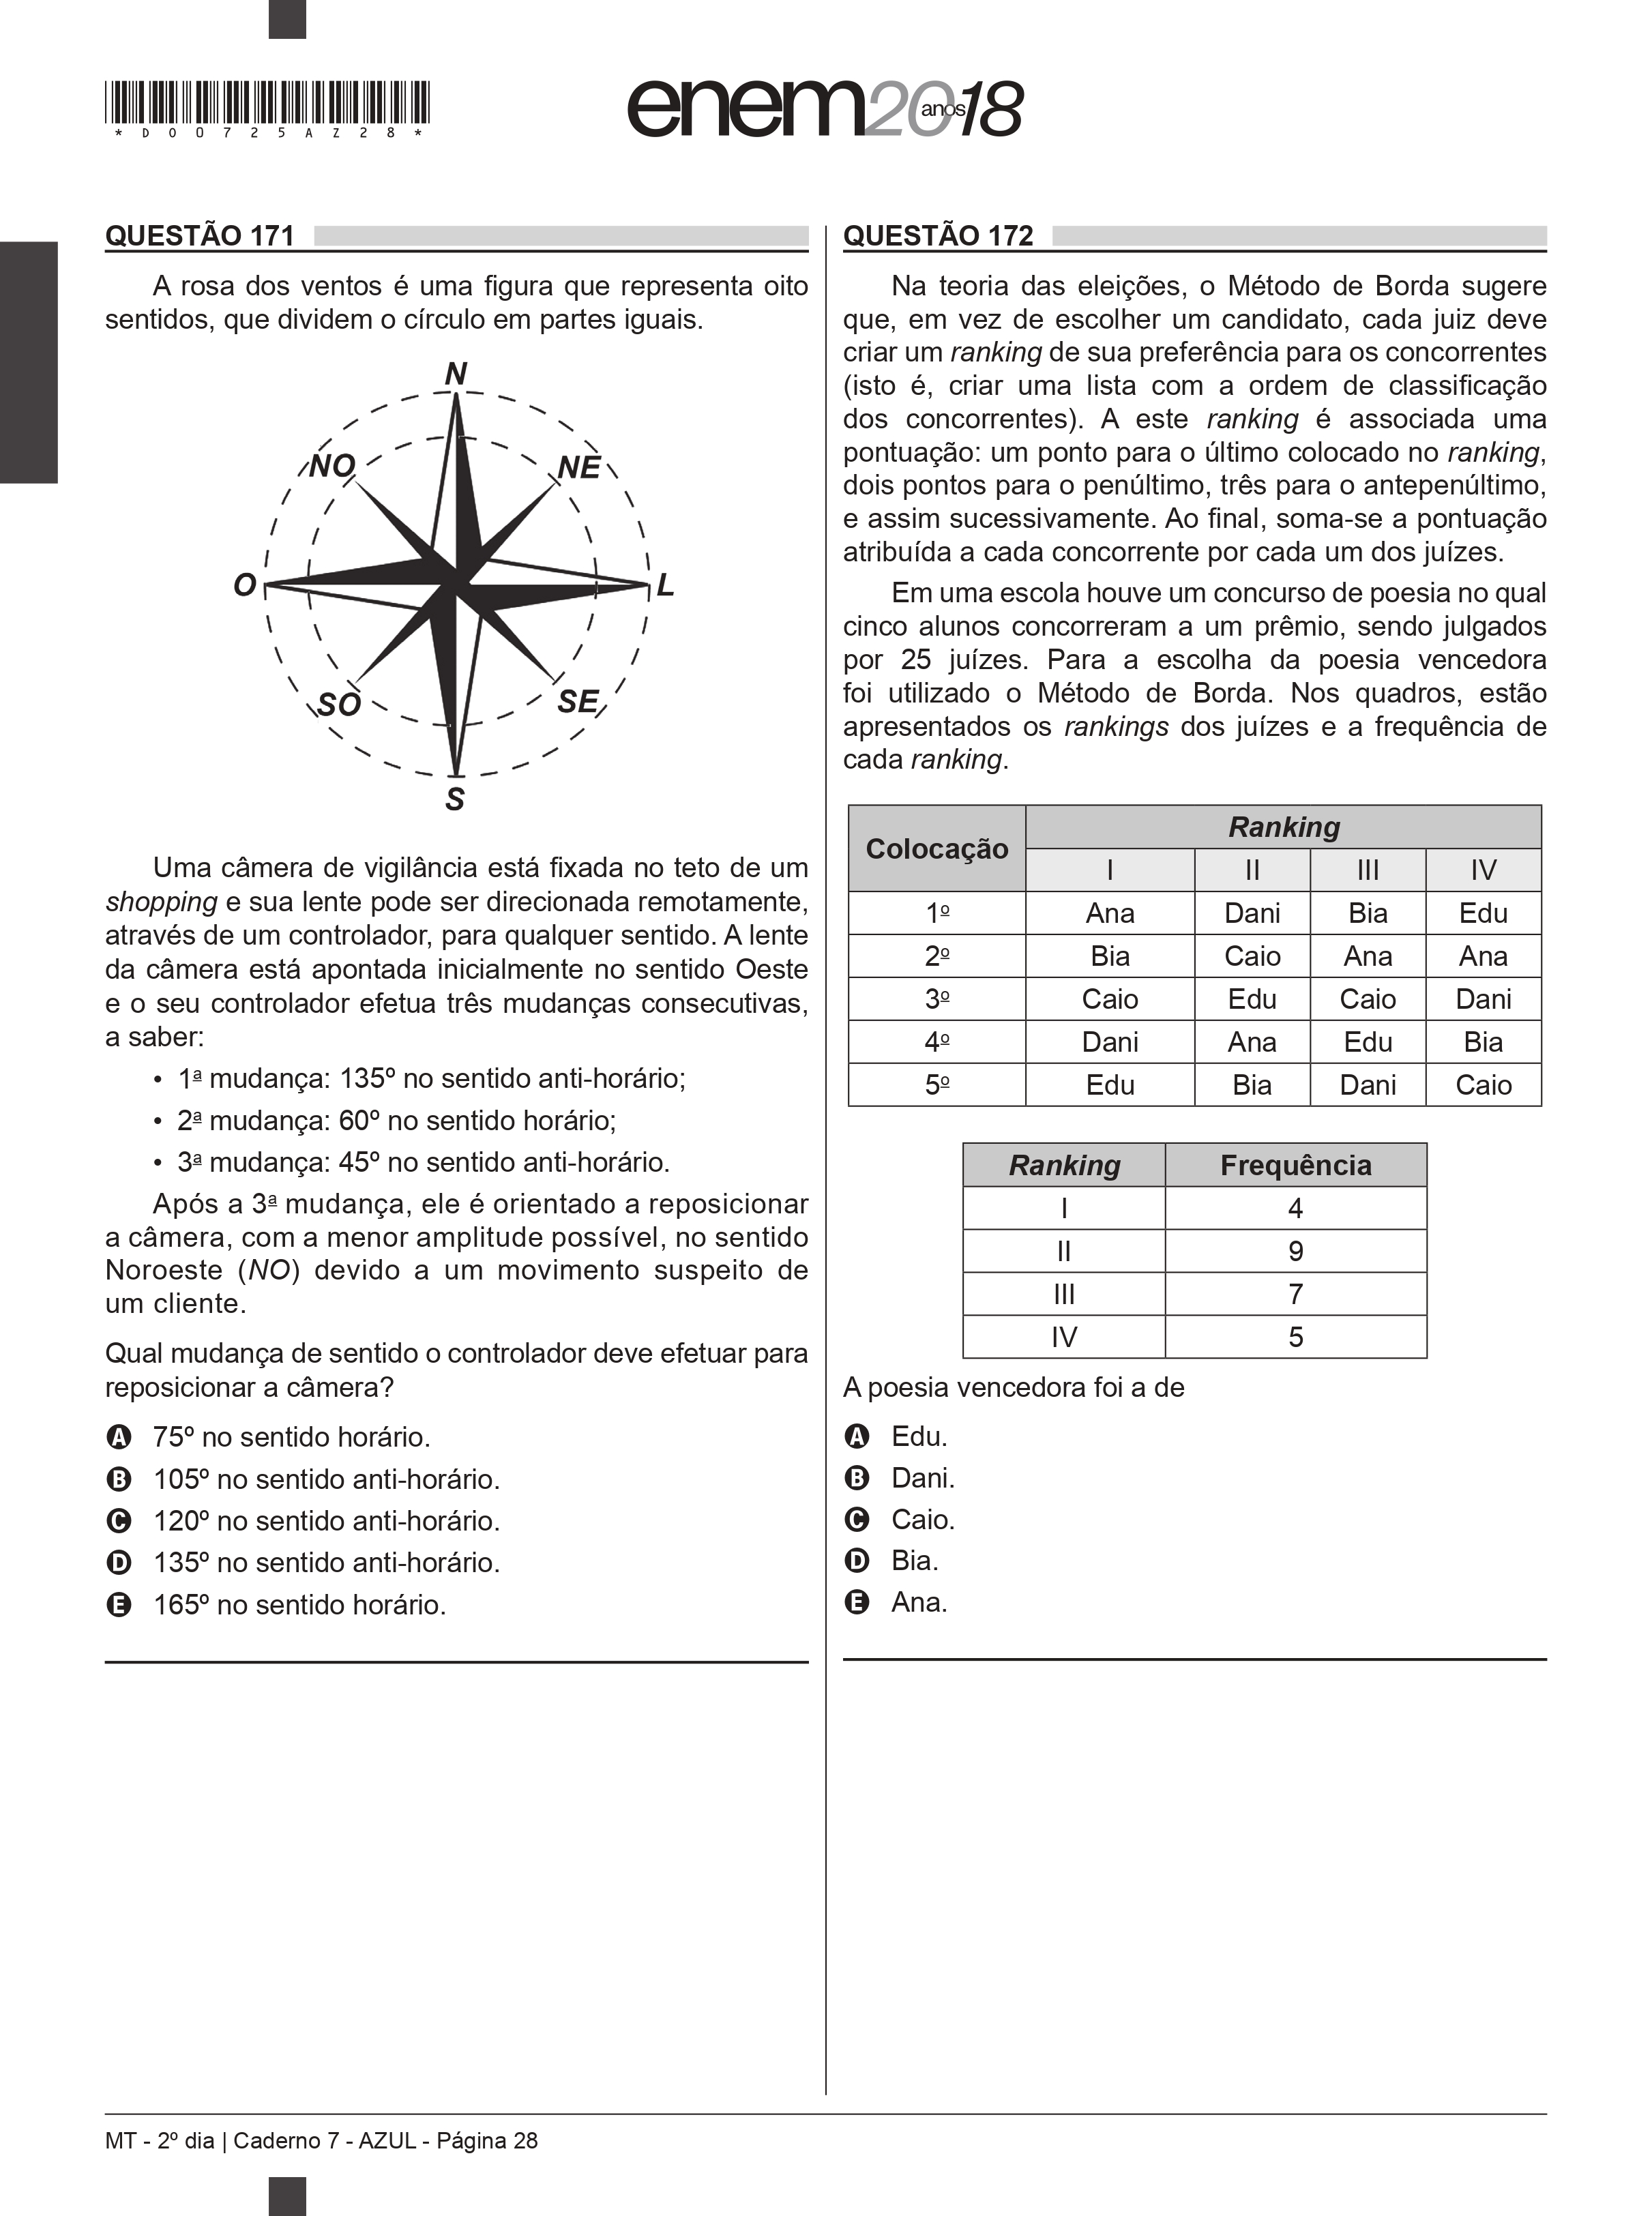 *D0725AZ28*
enem20anos18
QUESTÃO 171
A rosa dos ventos é uma figura que representa oito
sentidos, que dividem o círculo em partes iguais.
N
NO
NE
O
L
SO
SE
S
Uma câmera de vigilância está fixada no teto de um
shopping e sua lente pode ser direcionada remotamente,
através de um controlador, para qualquer sentido. A lente
da câmera está apontada inicialmente no sentido Oeste
e o seu controlador efetua três mudanças consecutivas,
a saber:
• 1ª mudança: 135º no sentido anti-horário;
• 2ª mudança: 60º no sentido horário;
• 3ª mudança: 45º no sentido anti-horário.
Após a 3ª mudança, ele é orientado a reposicionar
a câmera, com a menor amplitude possível, no sentido
Noroeste (NO) devido a um movimento suspeito de
um cliente.
Qual mudança de sentido o controlador deve efetuar para
reposicionar a câmera?
A 75º no sentido horário.
B 105º no sentido anti-horário.
C 120º no sentido anti-horário.
D 135º no sentido anti-horário.
E 165º no sentido horário.
QUESTÃO 172
Na teoria das eleições, o Método de Borda sugere
que, em vez de escolher um candidato, cada juiz deve
criar um ranking de sua preferência para os concorrentes
(isto é, criar uma lista com a ordem de classificação
dos concorrentes). A este ranking é associada uma
pontuação: um ponto para o último colocado no ranking,
dois pontos para o penúltimo, três para o antepenúltimo,
e assim sucessivamente. Ao final, soma-se a pontuação
atribuída a cada concorrente por cada um dos juízes.
Em uma escola houve um concurso de poesia no qual
cinco alunos concorreram a um prêmio, sendo julgados
por 25 juízes. Para a escolha da poesia vencedora
foi utilizado o Método de Borda. Nos quadros, estão
apresentados os rankings dos juízes e a frequência de
cada ranking.
Colocação Ranking
I II III IV
1º Ana Dani Bia Edu
2º Bia Caio Ana Ana
3º Caio Edu Caio Dani
4º Dani Ana Edu Bia
5º Edu Bia Dani Caio
Ranking Frequência
I 4
II 9
III 7
IV 5
A poesia vencedora foi a de
A Edu.
B Dani.
C Caio.
D Bia.
E Ana.
MT - 2º dia | Caderno 7 - AZUL - Página 28